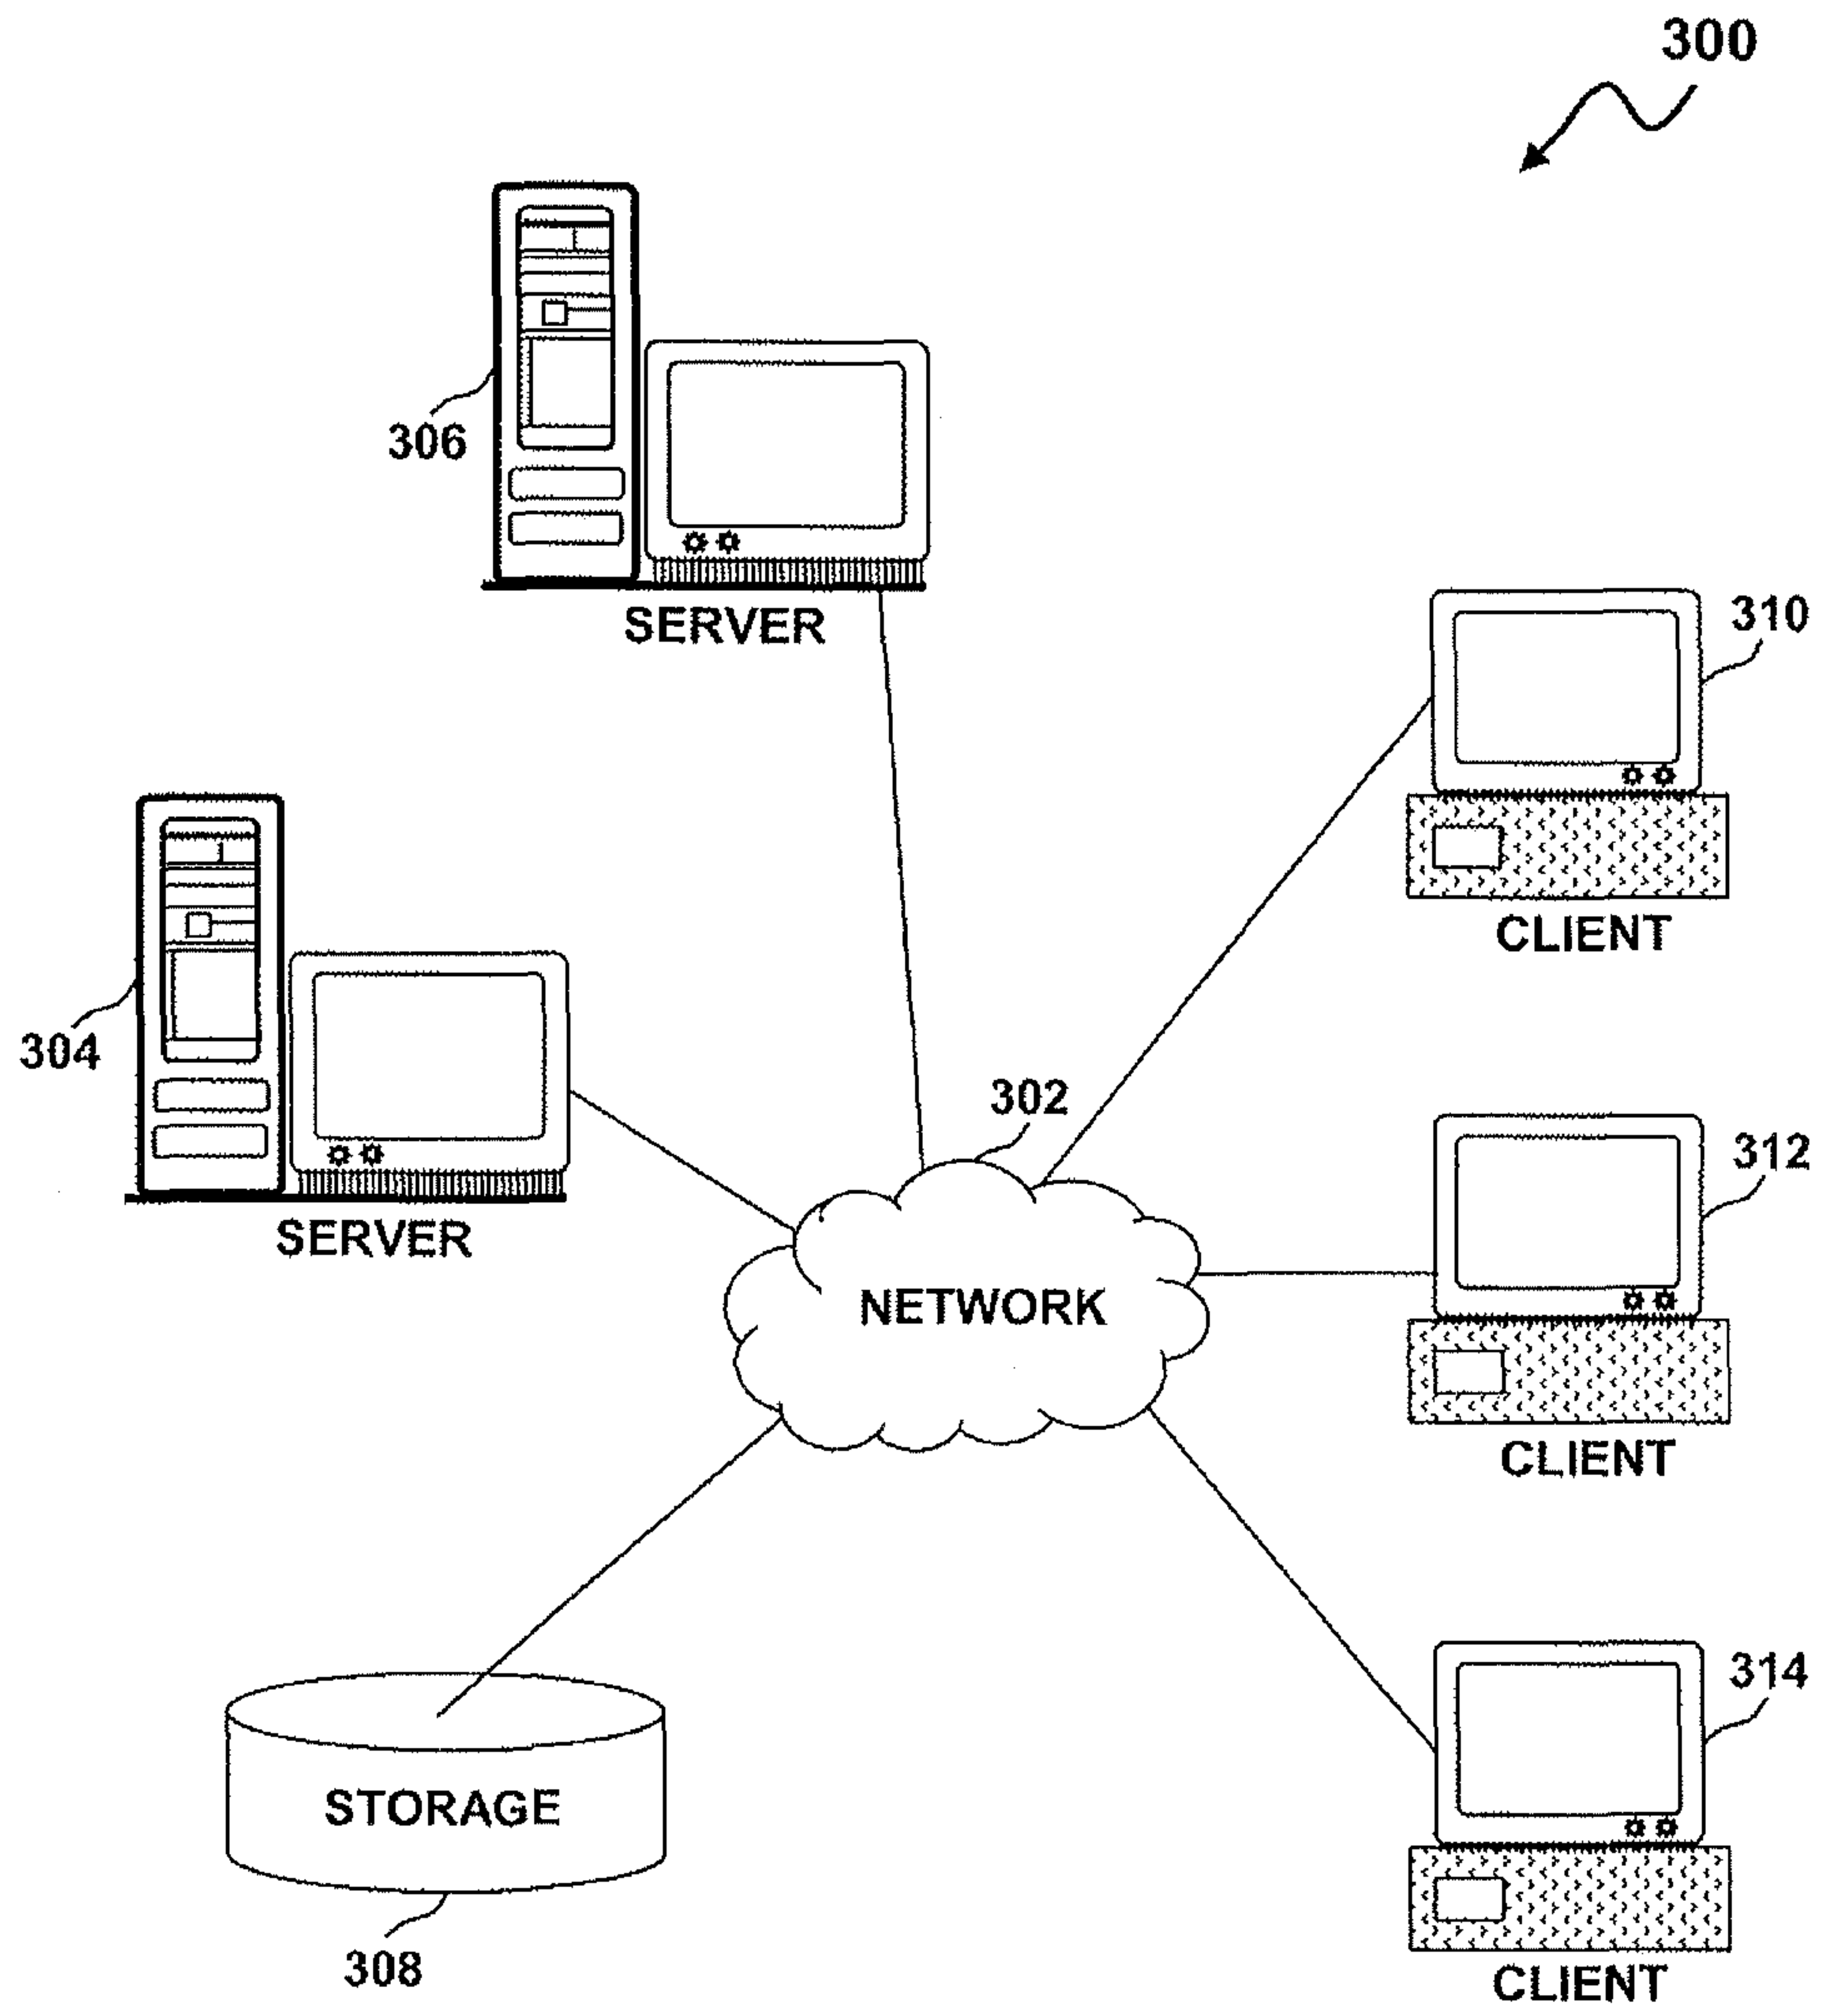 300
306
SERVER
310
CLIENT
304
SERVER
302
NETWORK
312
CLIENT
STORAGE
308
314
CLIENT